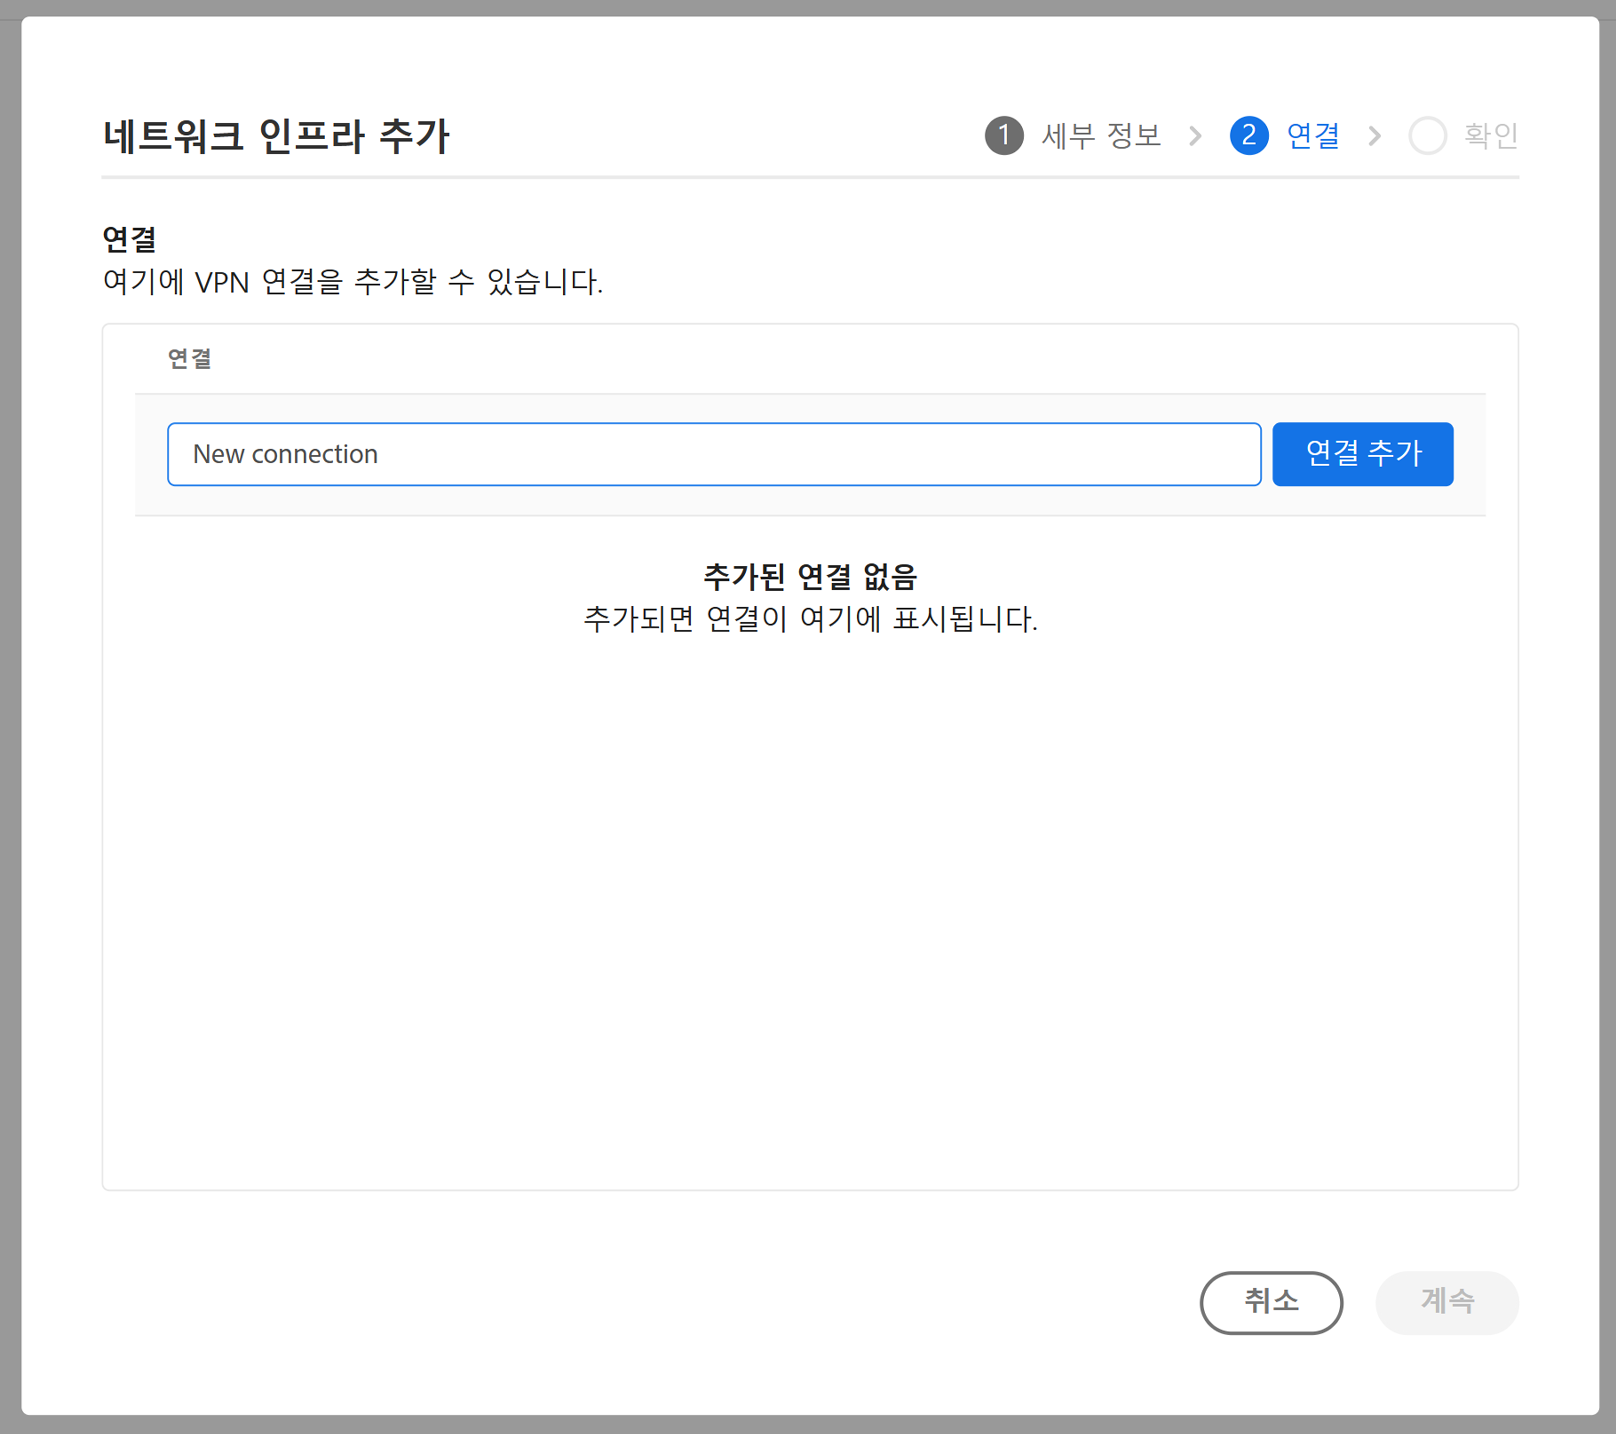 네트워크 인프라 추가
1 세부 정보 2 연결 확인
연결
여기에 VPN 연결을 추가할 수 있습니다.
연결
New connection
연결 추가
추가된 연결 없음
추가되면 연결이 여기에 표시됩니다.
취소 계속